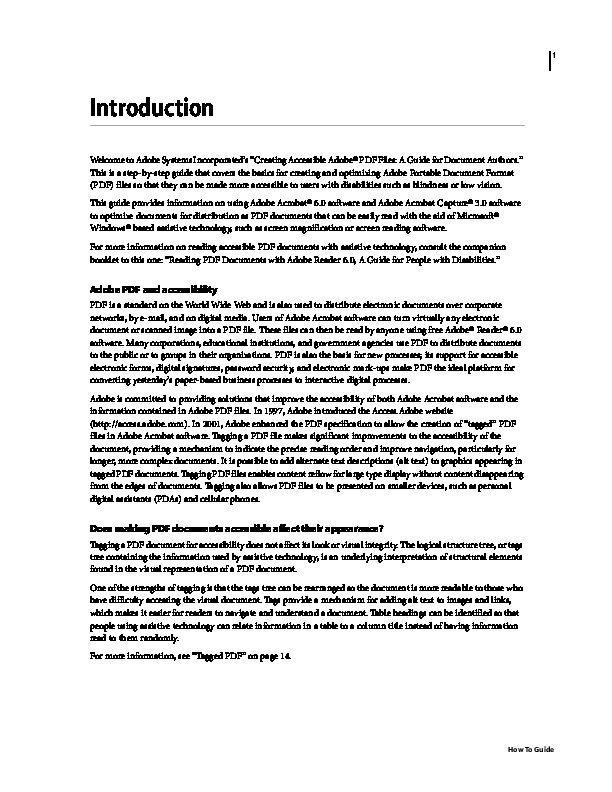 1
Introduction
Welcome to Adobe Systems Incorporated's "Creating Accessible Adobe® PDF Files: A Guide for Document Authors."
This is a step-by-step guide that covers the basics for creating and optimizing Adobe Portable Document Format
(PDF) files so that they can be made more accessible to users with disabilities such as blindness or low vision.
This guide provides information on using Adobe Acrobat® 6.0 software and Adobe Acrobat Capture® 3.0 software
to optimize documents for distribution as PDF documents that can be easily read with the aid of Microsoft®
Windows® based assistive technology, such as screen magnification or screen reading software.
For more information on reading accessible PDF documents with assistive technology, consult the companion
booklet to this one: "Reading PDF Documents with Adobe Reader 6.0, A Guide for People with Disabilities."
Adobe PDF and accessibility
PDF is a standard on the World Wide Web and is also used to distribute electronic documents over corporate
networks, by e-mail, and on digital media. Users of Adobe Acrobat software can turn virtually any electronic
document or scanned image into a PDF file. These files can then be read by anyone using free Adobe® Reader® 6.0
software. Many corporations, educational institutions, and government agencies use PDF to distribute documents
to the public or to groups in their organizations. PDF is also the basis for new processes; its support for accessible
electronic forms, digital signatures, password security, and electronic mark-ups make PDF the ideal platform for
converting yesterday's paper-based business processes to interactive digital processes.
Adobe is committed to providing solutions that improve the accessibility of both Adobe Acrobat software and the
information contained in Adobe PDF files. In 1997, Adobe introduced the Access.Adobe website
(http://access.adobe.com). In 2001, Adobe enhanced the PDF specification to allow the creation of "tagged" PDF
files in Adobe Acrobat software. Tagging a PDF file makes significant improvements to the accessibility of the
document, providing a mechanism to indicate the precise reading order and improve navigation, particularly for
longer, more complex documents. It is possible to add alternate text descriptions (alt text) to graphics appearing in
tagged PDF documents. Tagging PDF files enables content reflow for large type display without content disappearing
from the edges of documents. Tagging also allows PDF files to be presented on smaller devices, such as personal
digital assistants (PDAs) and cellular phones.
Does making PDF documents accessible affect their appearance?
Tagging a PDF document for accessibility does not affect its look or visual integrity. The logical structure tree, or tags
tree containing the information used by assistive technology, is an underlying interpretation of structural elements
found in the visual representation of a PDF document.
One of the strengths of tagging is that the tags tree can be rearranged so the document is more readable to those who
have difficulty accessing the visual document. Tags provide a mechanism for adding alt text to images and links,
which makes it easier for readers to navigate and understand a document. Table headings can be identified so that
people using assistive technology can relate information in a table to a column title instead of having information
read to them randomly.
For more information, see "Tagged PDF" on page 14.
How To Guide